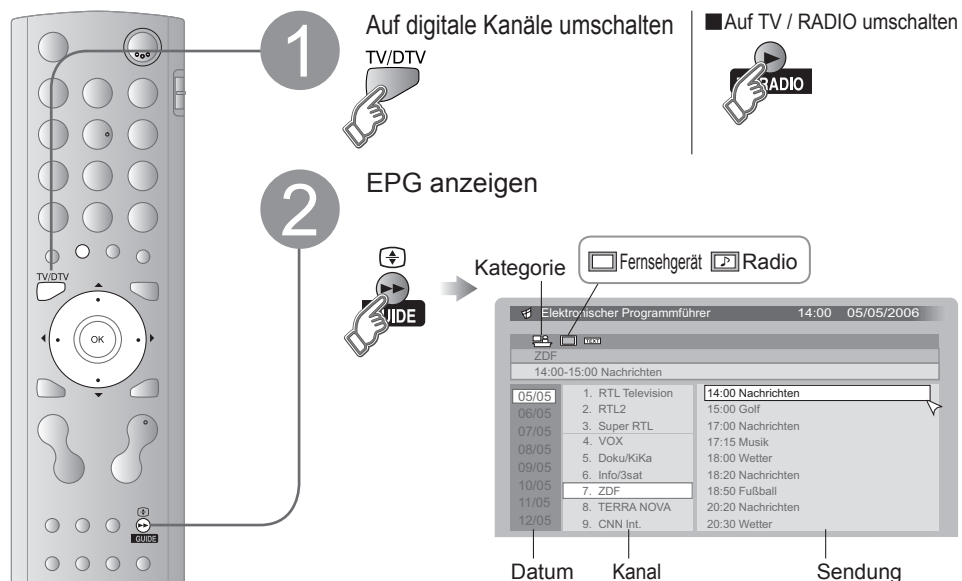 1
Auf digitale Kanäle umschalten
TV/DTV
■Auf TV / RADIO umschalten
RADIO
2
EPG anzeigen
GUIDE
TV/DTV
OK
GUIDE
Kategorie
Fernsehgerät Radio
Elektronischer Programmführer 14:00 05/05/2006
TEXT
ZDF
14:00-15:00 Nachrichten
05/05
06/05
07/05
08/05
09/05
10/05
11/05
12/05
1. RTL Television
2. RTL2
3. Super RTL
4. VOX
5. Doku/KiKa
6. Info/3sat
7. ZDF
8. TERRA NOVA
9. CNN Int.
14:00 Nachrichten
15:00 Golf
17:00 Nachrichten
17:15 Musik
18:00 Wetter
18:20 Nachrichten
18:50 Fußball
20:20 Nachrichten
20:30 Wetter
Datum
Kanal
Sendung